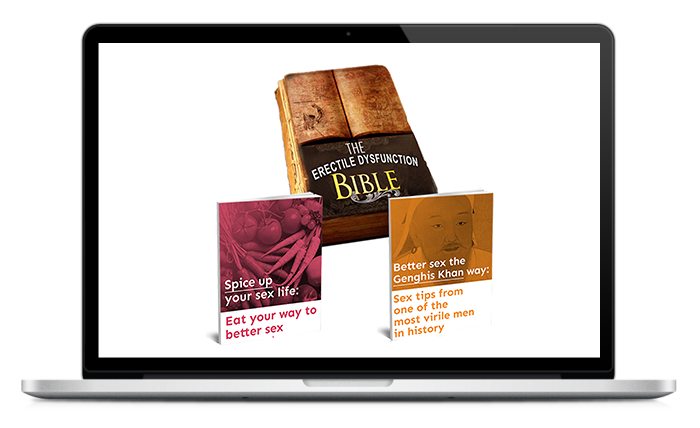 THE
ERECTILE DYSFUNCTION
BIBLE
Spice up
your sex life:
Eat your way to
better sex
Better sex the
Genghis Khan way:
Sex tips from
one of the
most virile men
in history